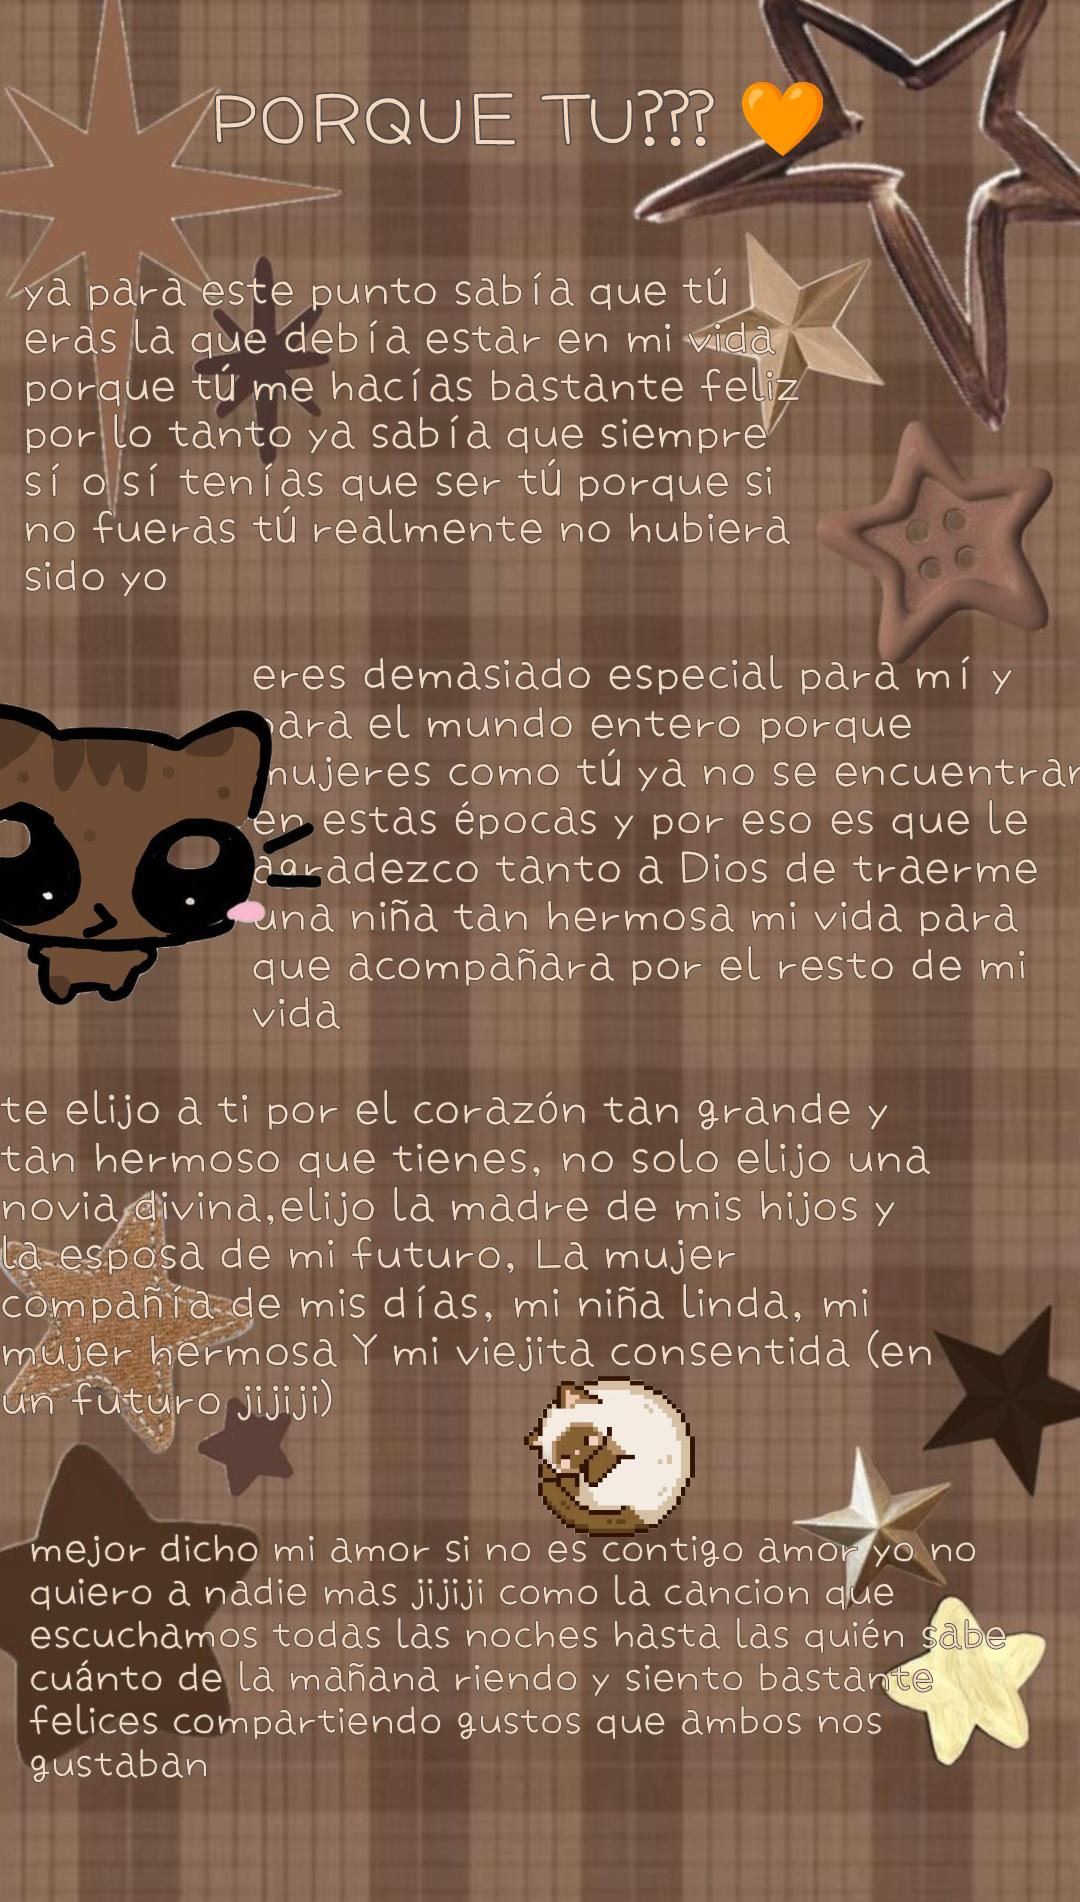 PORQUE TU??? 🧡
ya para este punto sabía que tú
eras la que debía estar en mi vida
porque tú me hacías bastante feliz
por lo tanto ya sabía que siempre
sí o sí tenías que ser tú porque si
no fueras tú realmente no hubiera
sido yo
eres demasiado especial para mí y
para el mundo entero porque
mujeres como tú ya no se encuentran
en estas épocas y por eso es que le
agradezco tanto a Dios de traerme
una niña tan hermosa mi vida para
que acompañara por el resto de mi
vida
te elijo a ti por el corazón tan grande y
tan hermoso que tienes, no solo elijo una
novia divina,elijo la madre de mis hijos y
la esposa de mi futuro, La mujer
compañía de mis días, mi niña linda, mi
mujer hermosa Y mi viejita consentida (en
un futuro jijiji)
mejor dicho mi amor si no es contigo amor yo no
quiero a nadie mas jijiji como la cancion que
escuchamos todas las noches hasta las quién sabe
cuánto de la mañana riendo y siento bastante
felices compartiendo gustos que ambos nos
gustaban